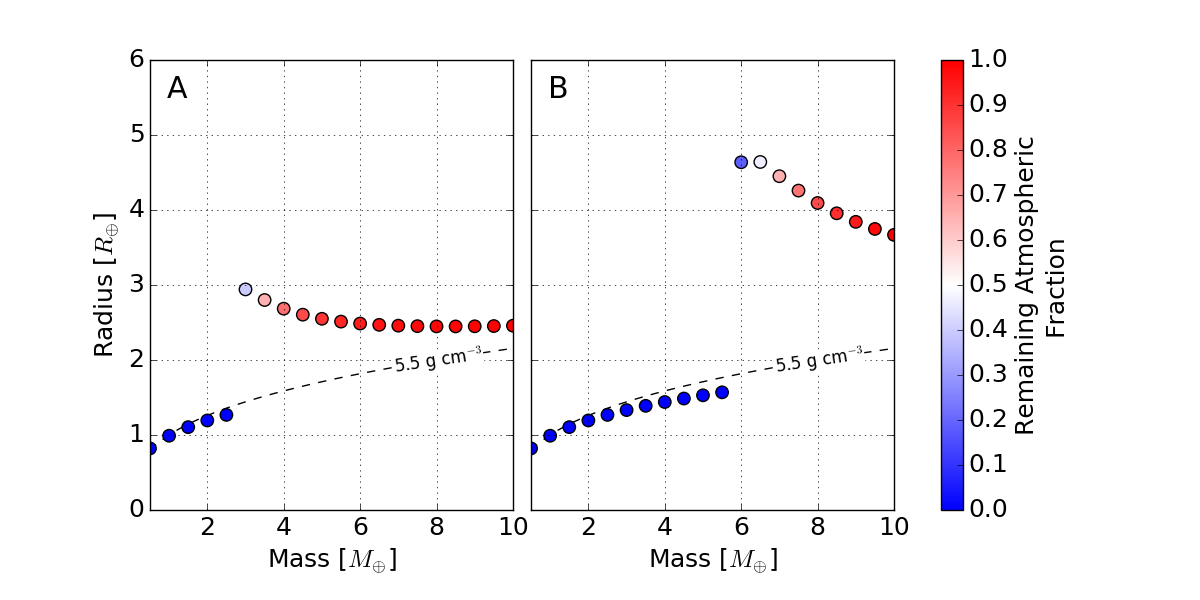 A
B
6
5
4
3
2
1
0
Radius [R⊕]
5.5 g cm⁻³
5.5 g cm⁻³
2 4 6 8 10
2 4 6 8 10
Mass [M⊕]
Mass [M⊕]
1.0
0.9
0.8
0.7
0.6
0.5
0.4
0.3
0.2
0.1
0.0
Remaining Atmospheric
Fraction